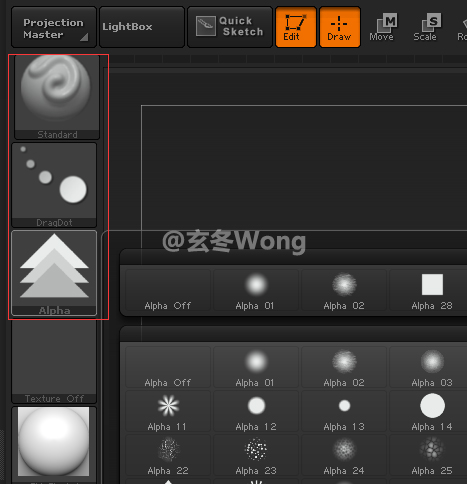 Projection
Master
LightBox
Quick
Sketch
Edit
Draw
Move
M
Scale
S
Standard
DragDot
Alpha
Texture Off
@玄冬Wong
Alpha Off
Alpha 01
Alpha 02
Alpha 28
Alpha Off
Alpha 01
Alpha 02
Alpha 03
Alpha 11
Alpha 12
Alpha 13
Alpha 14
Alpha 22
Alpha 23
Alpha 24
Alpha 25